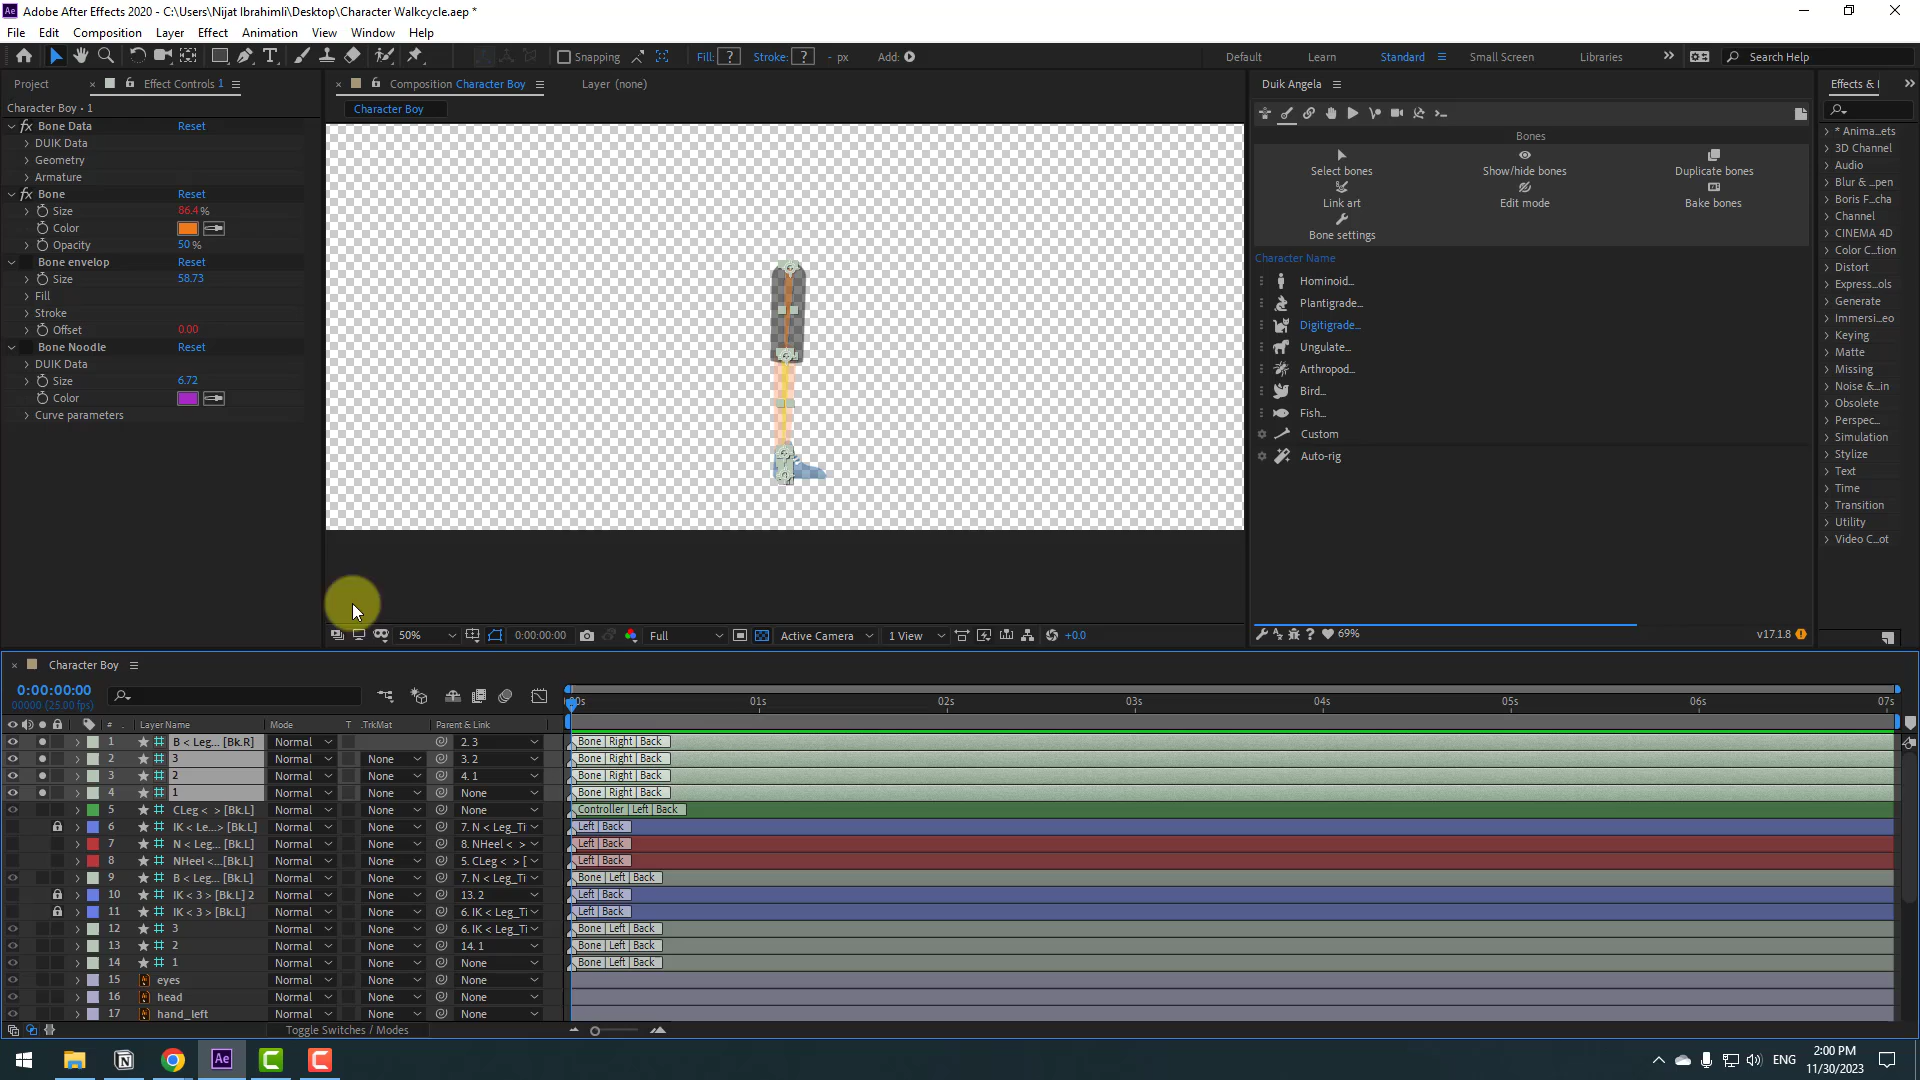 Adobe After Effects 2020 - C:\Users\Nijat Ibrahimli\Desktop\Character Walkcycle.aep *
File Edit Composition Layer Effect Animation View Window Help
Snapping Fill: ? Stroke: ? - px Add: Default Learn Standard Small Screen Libraries Search Help
Project Effect Controls 1 Composition Character Boy Layer (none) Duik Angela Effects & I
Character Boy • 1
Character Boy
Bone Data Reset
DUIK Data
Geometry
Armature
Bone Reset
Size 86.4 %
Color
Opacity 50 %
Bone envelop Reset
Size 58.73
Fill
Stroke
Offset 0.00
Bone Noodle Reset
DUIK Data
Size 6.72
Color
Curve parameters
Bones
Select bones Show/hide bones Duplicate bones
Link art Edit mode Bake bones
Bone settings
Character Name
Hominoid...
Plantigrade...
Digitigrade...
Ungulate...
Arthropod...
Bird...
Fish...
Custom
Auto-rig
69% v17.1.8
* Anima...ets
3D Channel
Audio
Blur & ...pen
Boris F...cha
Channel
CINEMA 4D
Color C...tion
Distort
Express...ols
Generate
Immersi...eo
Keying
Matte
Missing
Noise &...in
Obsolete
Perspec...
Simulation
Stylize
Text
Time
Transition
Utility
Video C...ot
50% 0:00:00:00 Full Active Camera 1 View +0.0
Character Boy
0:00:00:00
00000 (25.00 fps)
:00s 01s 02s 03s 04s 05s 06s 07s
# Layer Name Mode T .TrkMat Parent & Link
1 B < Leg... [Bk.R] Normal 2. 3 Bone | Right | Back
2 3 Normal None 3. 2 Bone | Right | Back
3 2 Normal None 4. 1 Bone | Right | Back
4 1 Normal None None Bone | Right | Back
5 CLeg < > [Bk.L] Normal None None Controller | Left | Back
6 IK < Le...> [Bk.L] Normal None 7. N < Leg_Ti Left | Back
7 N < Leg... [Bk.L] Normal None 8. NHeel < > Left | Back
8 NHeel <...[Bk.L] Normal None 5. CLeg < > [ Left | Back
9 B < Leg... [Bk.L] Normal None 7. N < Leg_Ti Bone | Left | Back
10 IK < 3 > [Bk.L] 2 Normal None 13. 2 Left | Back
11 IK < 3 > [Bk.L] Normal None 6. IK < Leg_Ti Left | Back
12 3 Normal None 6. IK < Leg_Ti Bone | Left | Back
13 2 Normal None 14. 1 Bone | Left | Back
14 1 Normal None None Bone | Left | Back
15 eyes Normal None None
16 head Normal None None
17 hand_left Normal None None
Toggle Switches / Modes
ENG 2:00 PM
11/30/2023